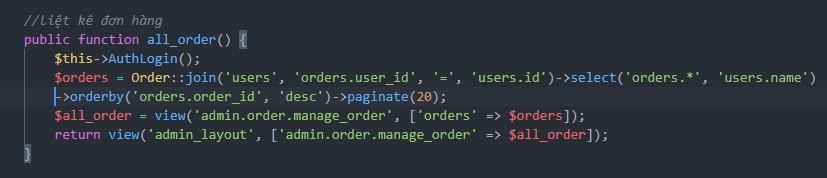 //liệt kê đơn hàng
public function all_order() {
$this->AuthLogin();
$orders = Order::join('users', 'orders.user_id', '=', 'users.id')->select('orders.*', 'users.name')
->orderby('orders.order_id', 'desc')->paginate(20);
$all_order = view('admin.order.manage_order', ['orders' => $orders]);
return view('admin_layout', ['admin.order.manage_order' => $all_order]);
}